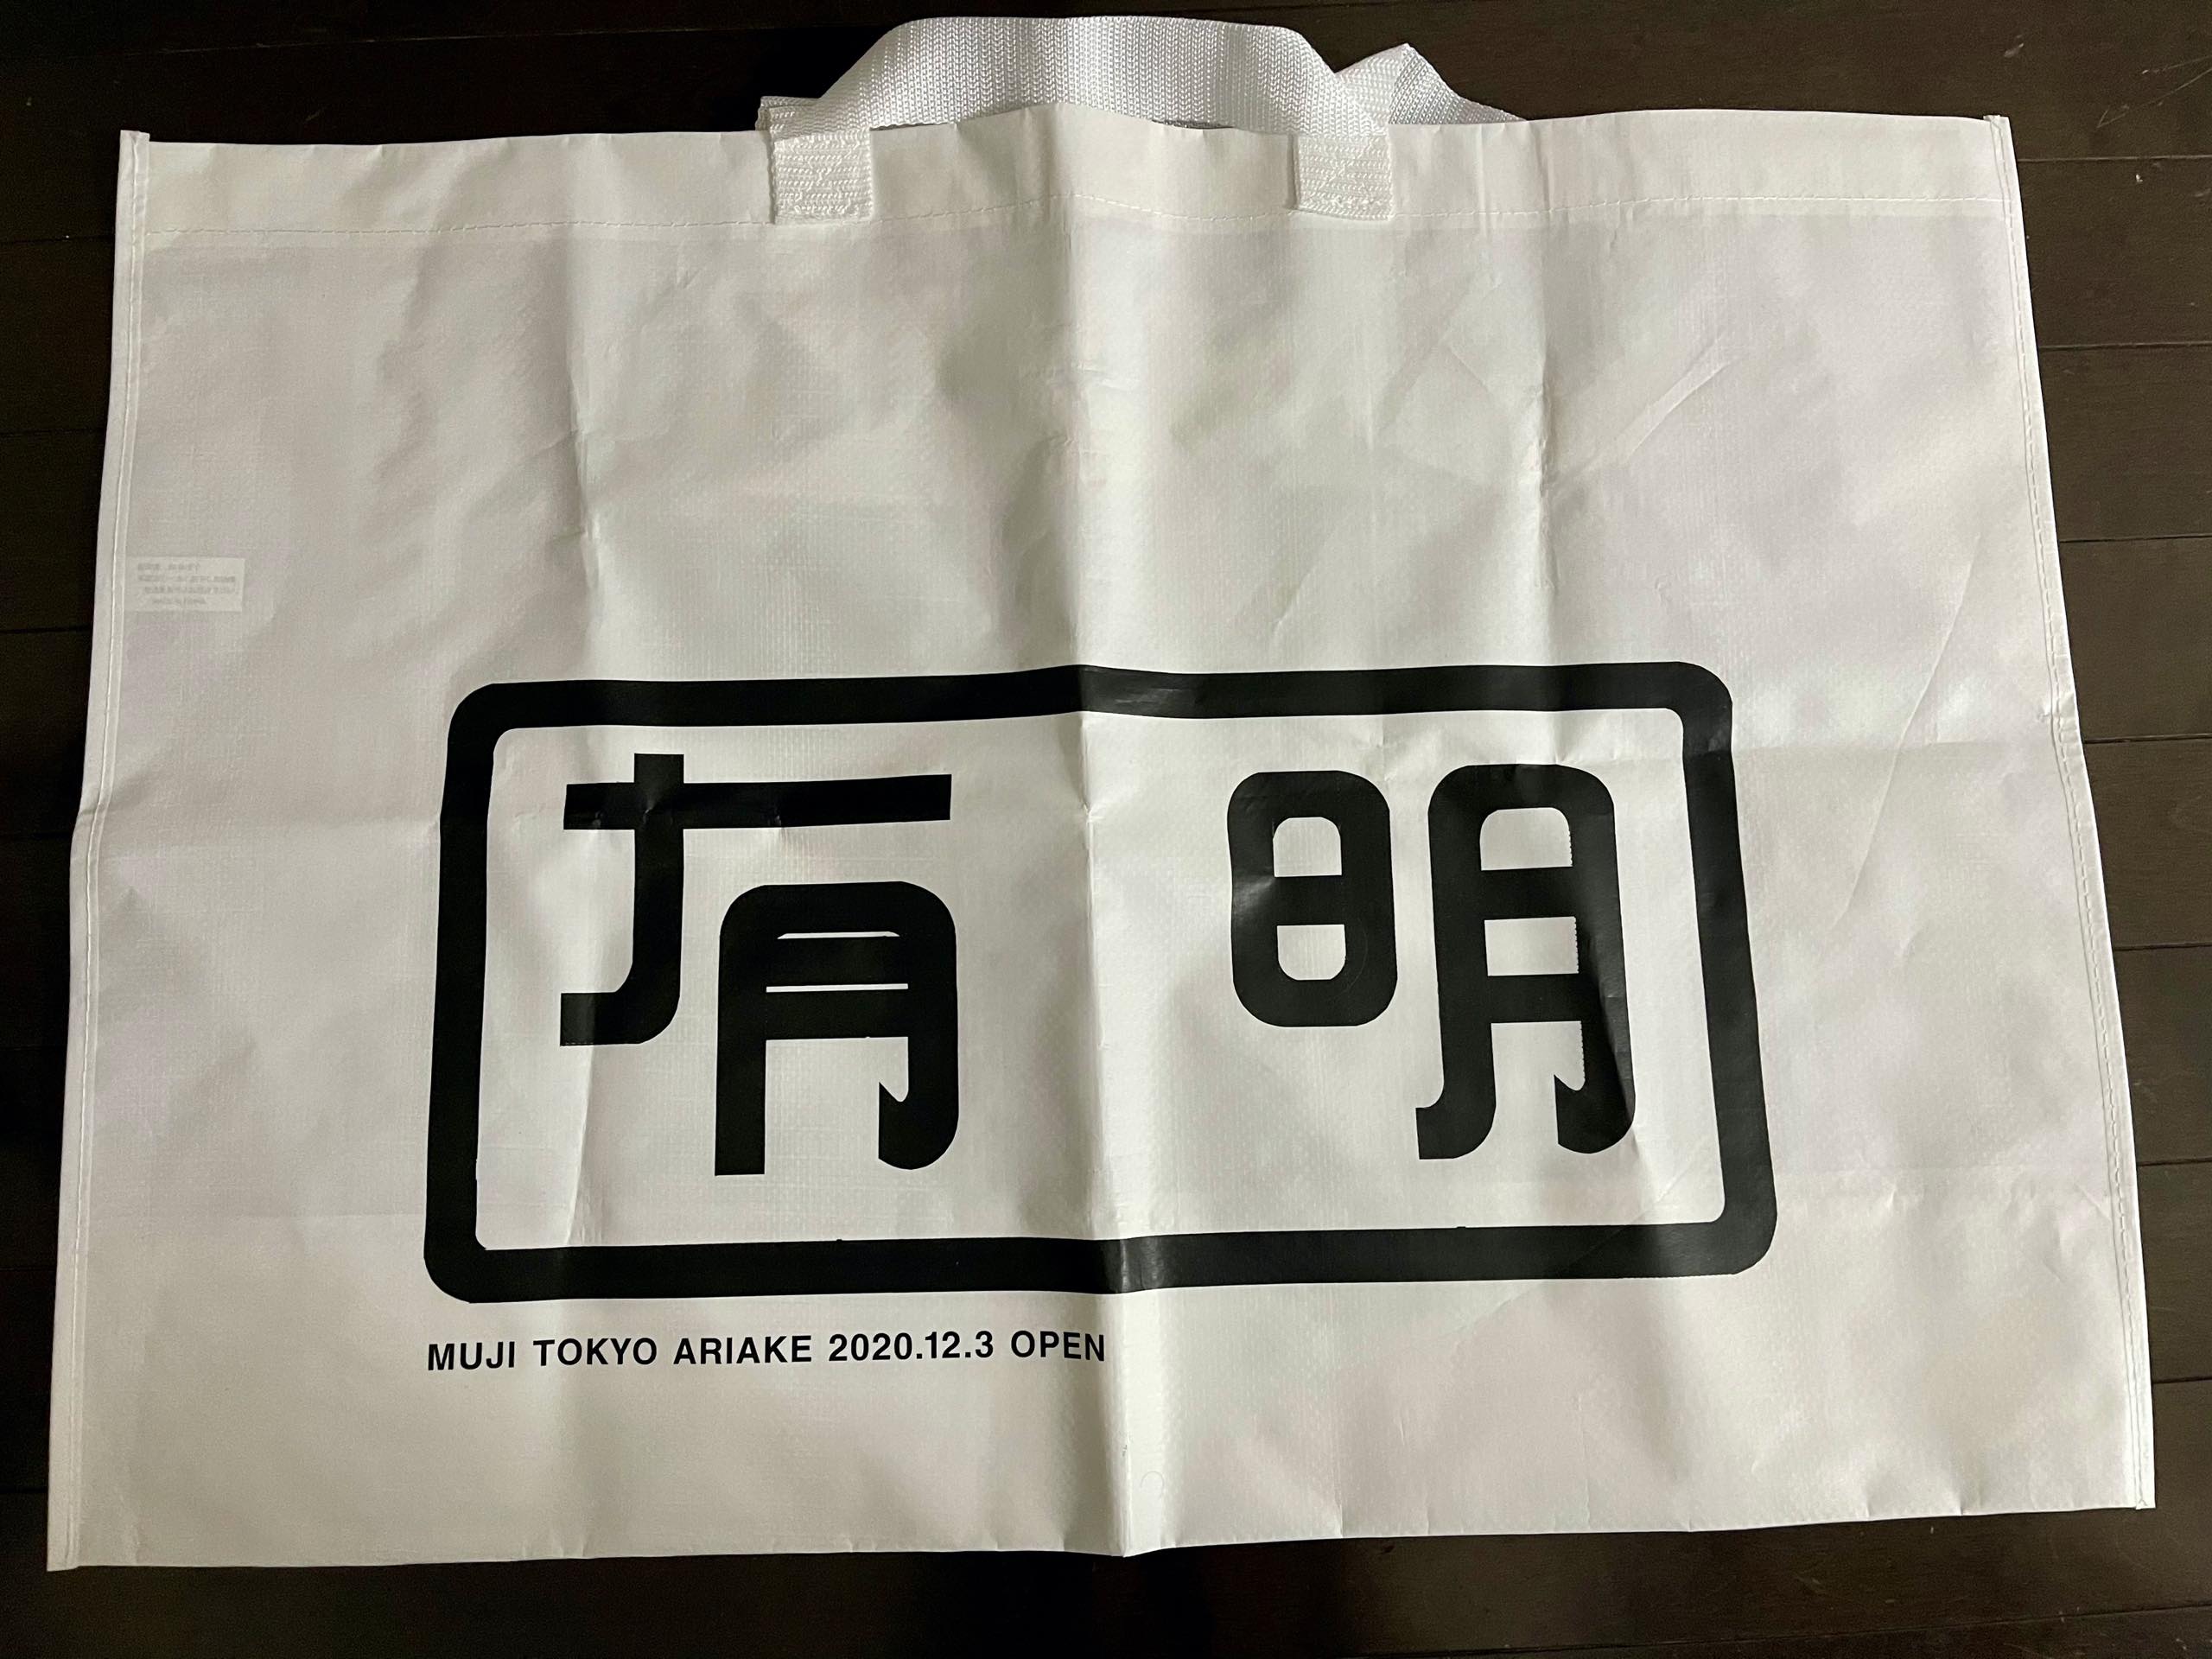 有明
MUJI TOKYO ARIAKE 2020.12.3 OPEN